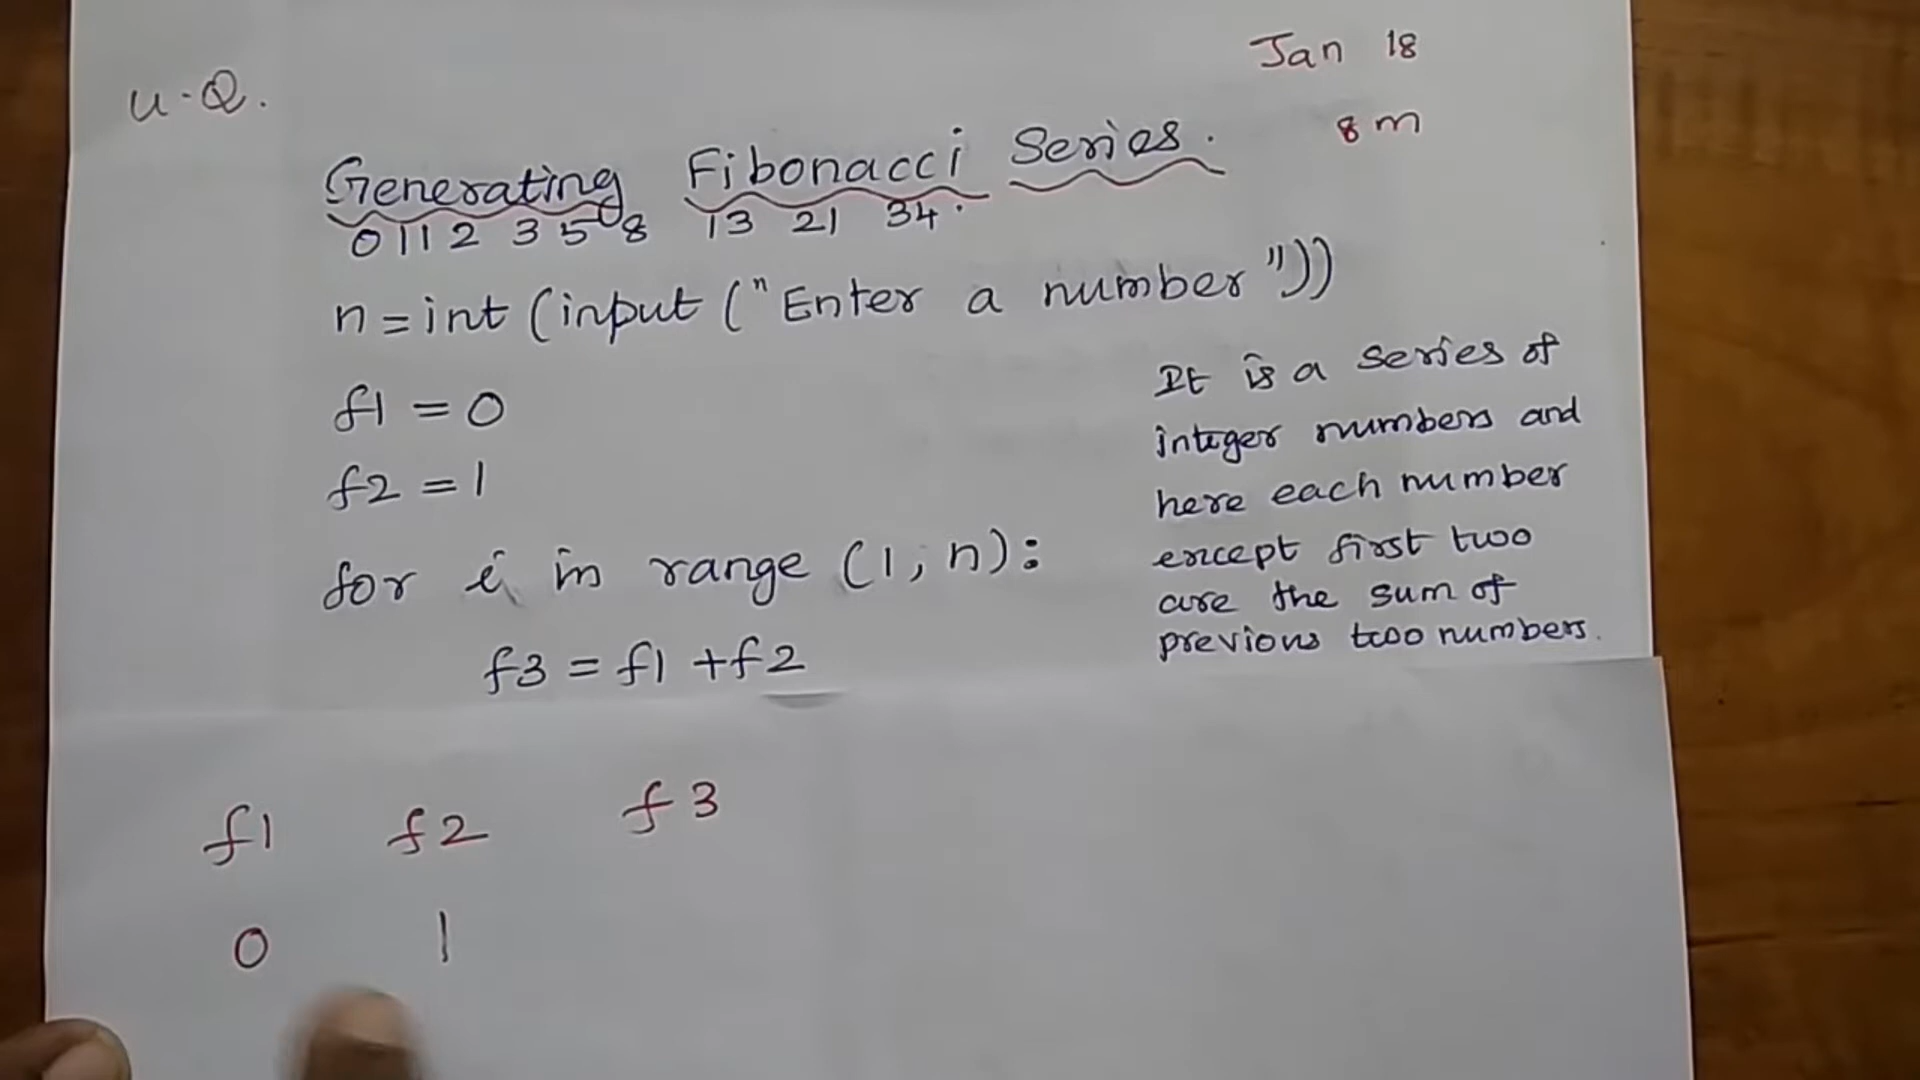 Jan 18
U.Q.
8m
Generating Fibonacci Series.
0 1 1 2 3 5 8 13 21 34.
n=int (input ("Enter a number"))
f1 = 0
f2 = 1
for i in range (1, n):
f3 = f1 +f2
It is a series of
integer numbers and
here each number
except first two
are the sum of
previous two numbers.
f1 f2 f3
0 1